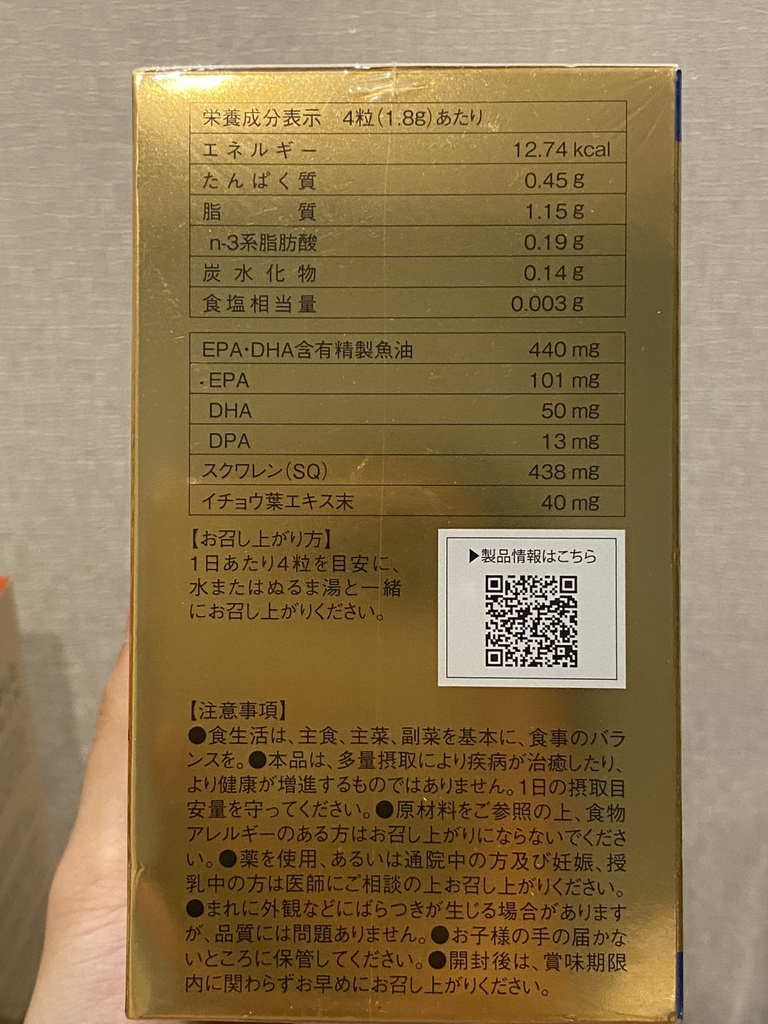 栄養成分表示 4粒(1.8g)あたり
エネルギー 12.74 kcal
たんぱく質 0.45 g
脂質 1.15 g
n-3系脂肪酸 0.19 g
炭水化物 0.14 g
食塩相当量 0.003 g
EPA・DHA含有精製魚油 440 mg
EPA 101 mg
DHA 50 mg
DPA 13 mg
スクワレン(SQ) 438 mg
イチョウ葉エキス末 40 mg
【お召し上がり方】
1日あたり4粒を目安に、
水またはぬるま湯と一緒
にお召し上がりください。
▶製品情報はこちら
【注意事項】
●食生活は、主食、主菜、副菜を基本に、食事のバラ
ンスを。●本品は、多量摂取により疾病が治癒したり、
より健康が増進するものではありません。1日の摂取目
安量を守ってください。●原材料をご参照の上、食物
アレルギーのある方はお召し上がりにならないでくださ
い。●薬を使用、あるいは通院中の方及び妊娠、授
乳中の方は医師にご相談の上お召し上がりください。
●まれに外観などにばらつきが生じる場合があります
が、品質には問題ありません。●お子様の手の届かな
いところに保管してください。●開封後は、賞味期限
内に関わらずお早めにお召し上がりください。